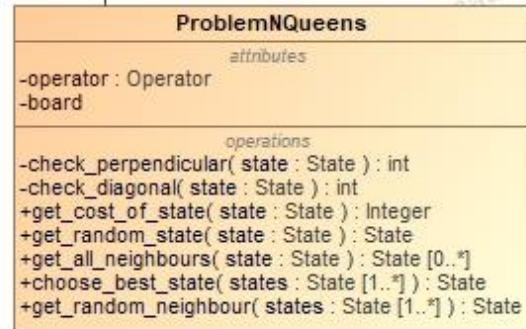 ProblemNQueens
attributes
-operator : Operator
-board
operations
-check_perpendicular( state : State ) : int
-check_diagonal( state : State ) : int
+get_cost_of_state( state : State ) : Integer
+get_random_state( state : State ) : State
+get_all_neighbours( state : State ) : State [0..*]
+choose_best_state( states : State [1..*] ) : State
+get_random_neighbour( states : State [1..*] ) : State